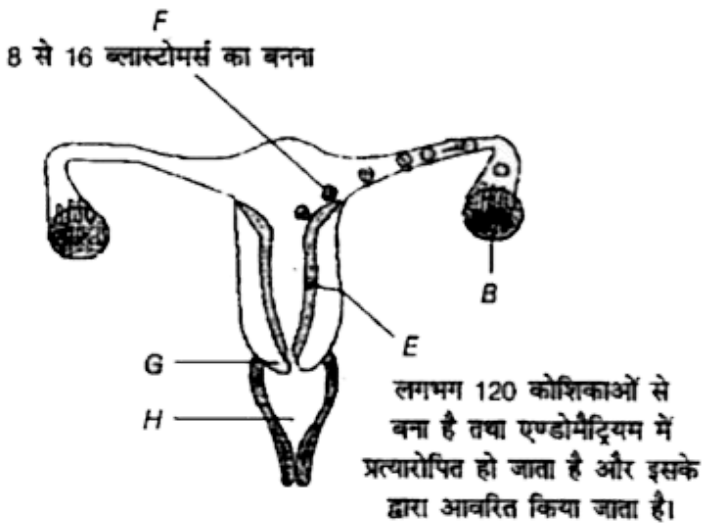 F
8 से 16 ब्लास्टोमर्स का बनना
B
E
G
H
लगभग 120 कोशिकाओं से
बना है तथा एण्डोमैट्रियम में
प्रत्यारोपित हो जाता है और इसके
द्वारा आवरित किया जाता है।